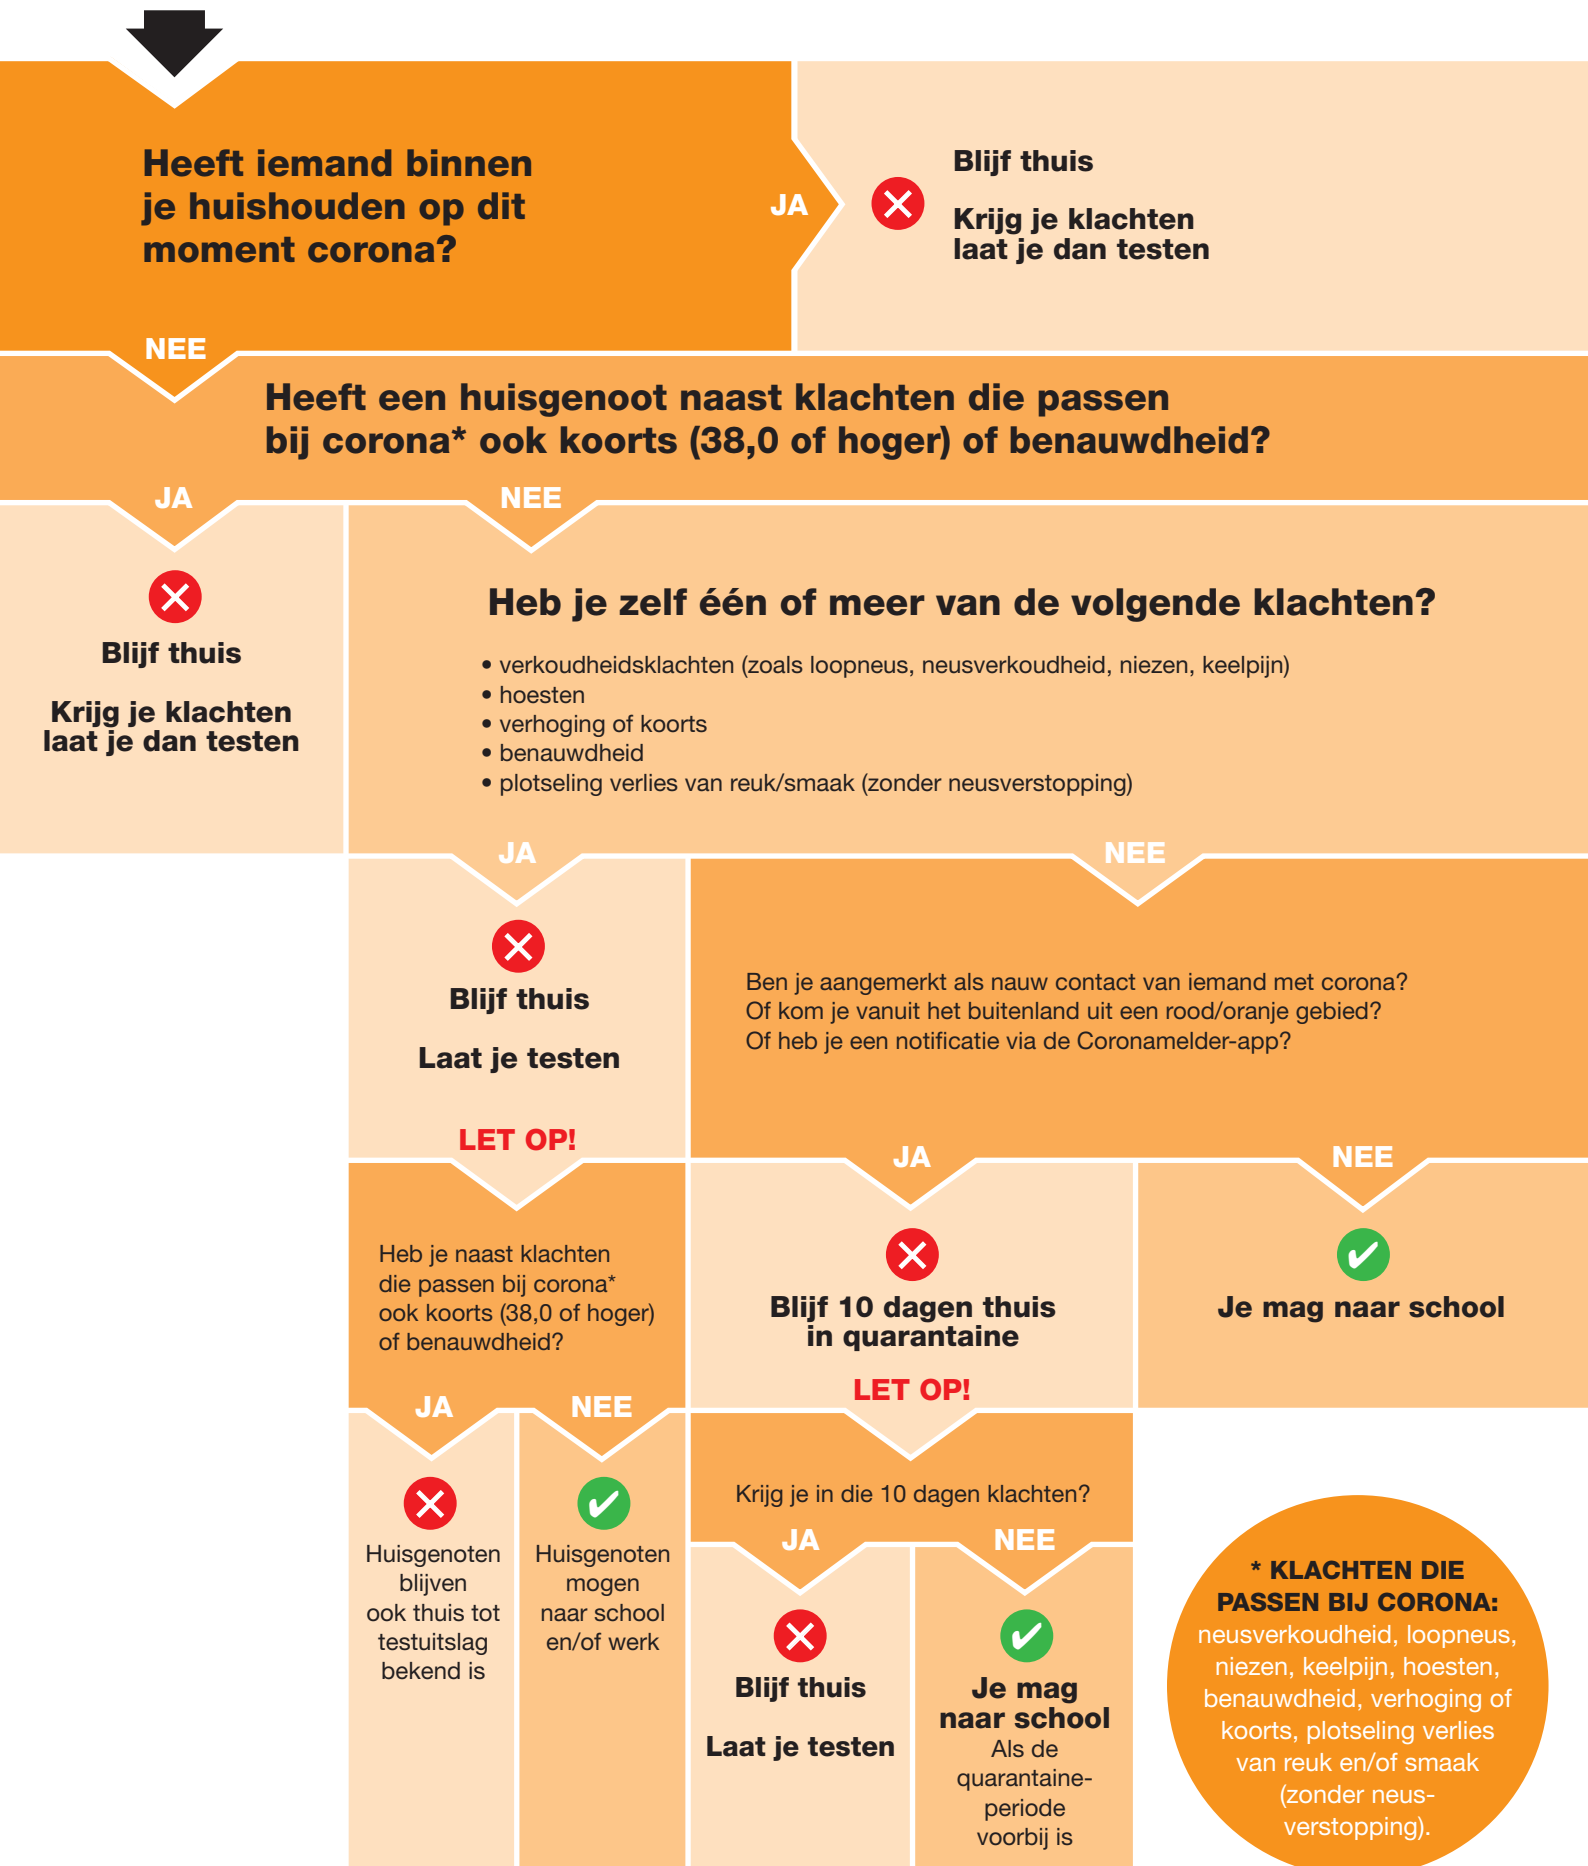 Heeft iemand binnen
je huishouden op dit
moment corona?
JA
Blijf thuis
Krijg je klachten
laat je dan testen
NEE
Heeft een huisgenoot naast klachten die passen
bij corona* ook koorts (38,0 of hoger) of benauwdheid?
JA
NEE
Blijf thuis
Krijg je klachten
laat je dan testen
Heb je zelf één of meer van de volgende klachten?
• verkoudheidsklachten (zoals loopneus, neusverkoudheid, niezen, keelpijn)
• hoesten
• verhoging of koorts
• benauwdheid
• plotseling verlies van reuk/smaak (zonder neusverstopping)
JA
NEE
Blijf thuis
Laat je testen
LET OP!
Ben je aangemerkt als nauw contact van iemand met corona?
Of kom je vanuit het buitenland uit een rood/oranje gebied?
Of heb je een notificatie via de Coronamelder-app?
JA
NEE
Heb je naast klachten
die passen bij corona*
ook koorts (38,0 of hoger)
of benauwdheid?
Blijf 10 dagen thuis
in quarantaine
LET OP!
Je mag naar school
JA
NEE
Huisgenoten
blijven
ook thuis tot
testuitslag
bekend is
Huisgenoten
mogen
naar school
en/of werk
Krijg je in die 10 dagen klachten?
JA
NEE
Blijf thuis
Laat je testen
Je mag
naar school
Als de
quarantaine-
periode
voorbij is
* KLACHTEN DIE
PASSEN BIJ CORONA:
neusverkoudheid, loopneus,
niezen, keelpijn, hoesten,
benauwdheid, verhoging of
koorts, plotseling verlies
van reuk en/of smaak
(zonder neus-
verstopping).